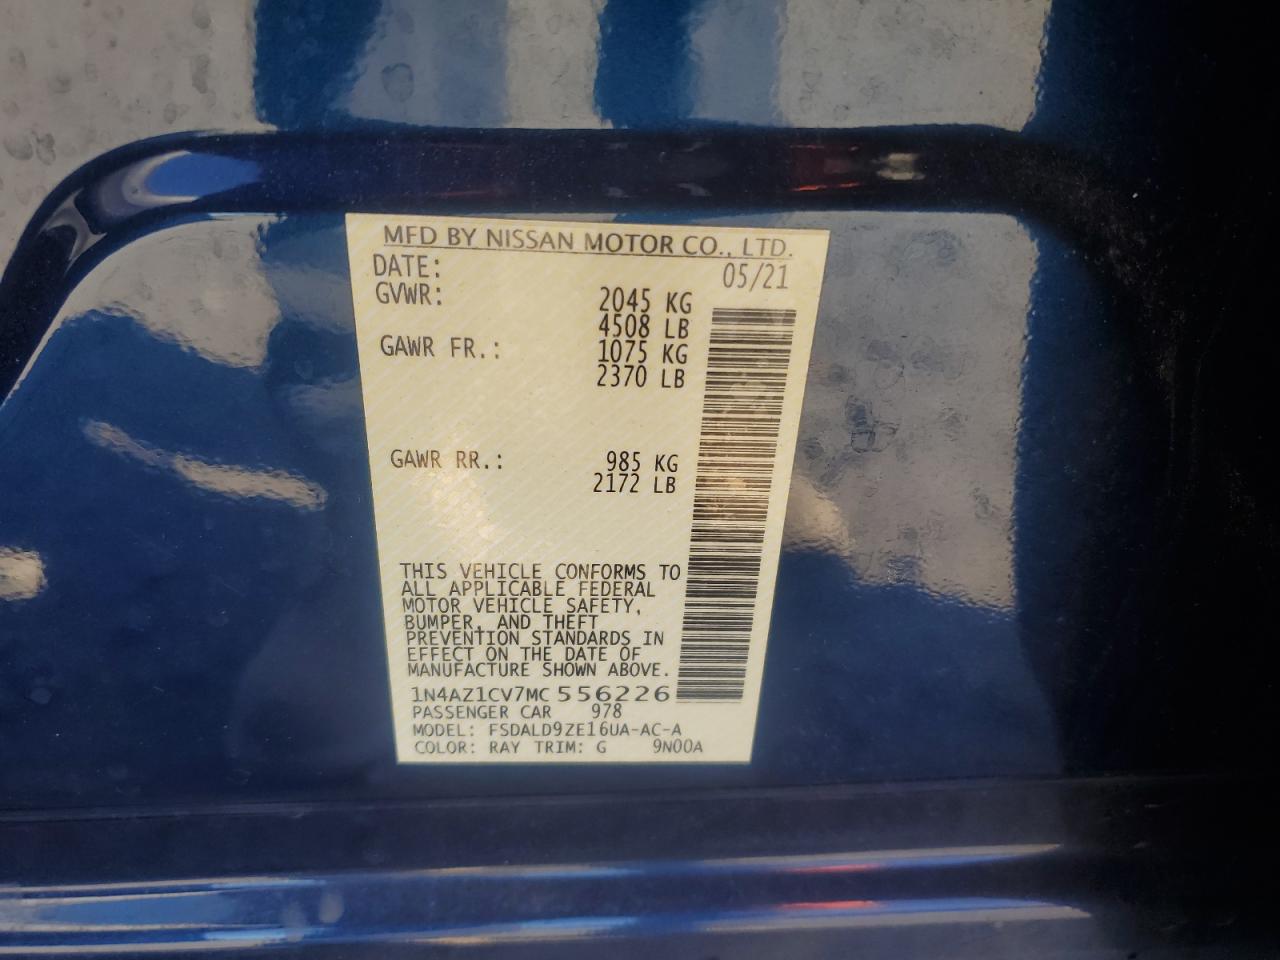 MFD BY NISSAN MOTOR CO., LTD.
DATE: 05/21
GVWR: 2045 KG
4508 LB
GAWR FR.: 1075 KG
2370 LB
GAWR RR.: 985 KG
2172 LB
THIS VEHICLE CONFORMS TO
ALL APPLICABLE FEDERAL
MOTOR VEHICLE SAFETY,
BUMPER, AND THEFT
PREVENTION STANDARDS IN
EFFECT ON THE DATE OF
MANUFACTURE SHOWN ABOVE.
1N4AZ1CV7MC556226
PASSENGER CAR 978
MODEL: FSDALD9ZE16UA-AC-A
COLOR: RAY TRIM: G 9N00A